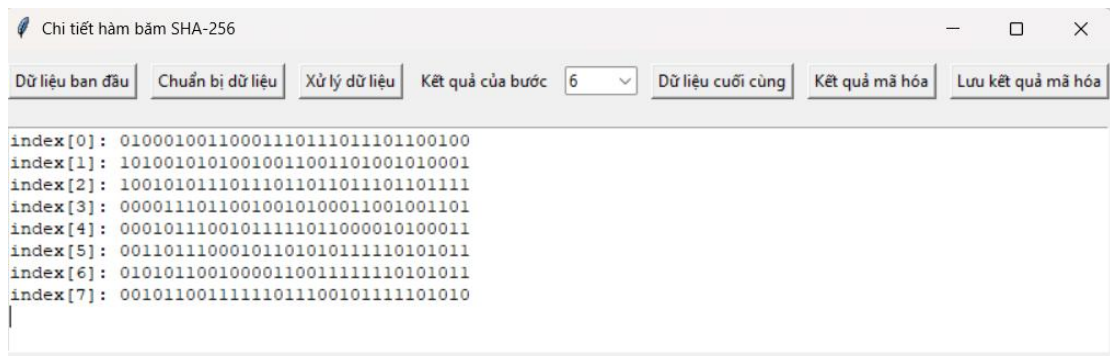 Chi tiết hàm băm SHA-256
Dữ liệu ban đầu Chuẩn bị dữ liệu Xử lý dữ liệu Kết quả của bước 6 Dữ liệu cuối cùng Kết quả mã hóa Lưu kết quả mã hóa
index[0]: 01000100110001110111011101100100
index[1]: 10100101010010011001101001010001
index[2]: 10010101110111011011011101101111
index[3]: 00001110110010010100011001001101
index[4]: 00010111001011111011000010100011
index[5]: 00110111000101101010111110101011
index[6]: 01010110010000110011111110101011
index[7]: 00101100111111011100101111101010